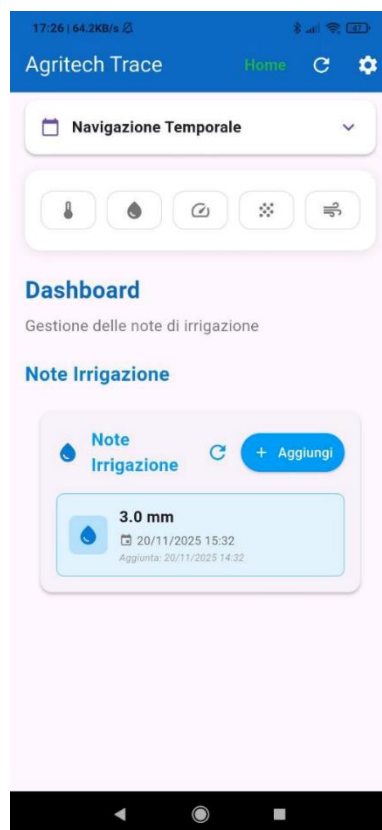 17:26 | 64.2KB/s
47
Agritech Trace
Home
Navigazione Temporale
Dashboard
Gestione delle note di irrigazione
Note Irrigazione
Note
Irrigazione
+ Aggiungi
3.0 mm
20/11/2025 15:32
Aggiunta: 20/11/2025 14:32